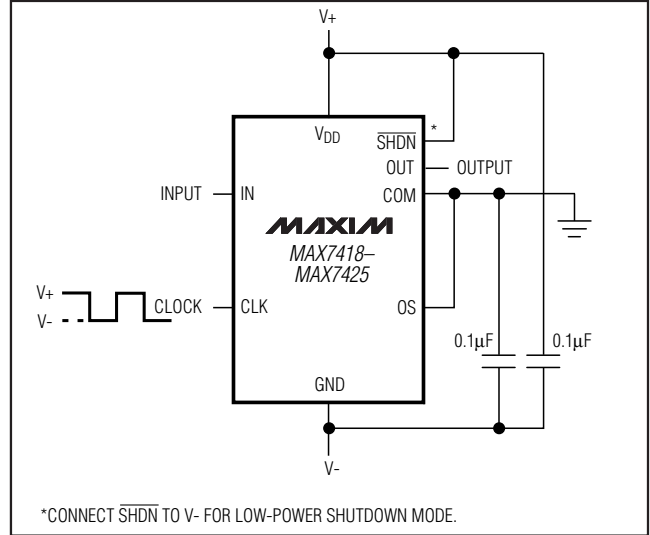 V+
VDD
SHDN
*
OUT
OUTPUT
INPUT
IN
COM
MAXIM
MAX7418–
MAX7425
V+
V-
CLOCK
CLK
OS
0.1µF
0.1µF
GND
V-
*CONNECT SHDN TO V- FOR LOW-POWER SHUTDOWN MODE.